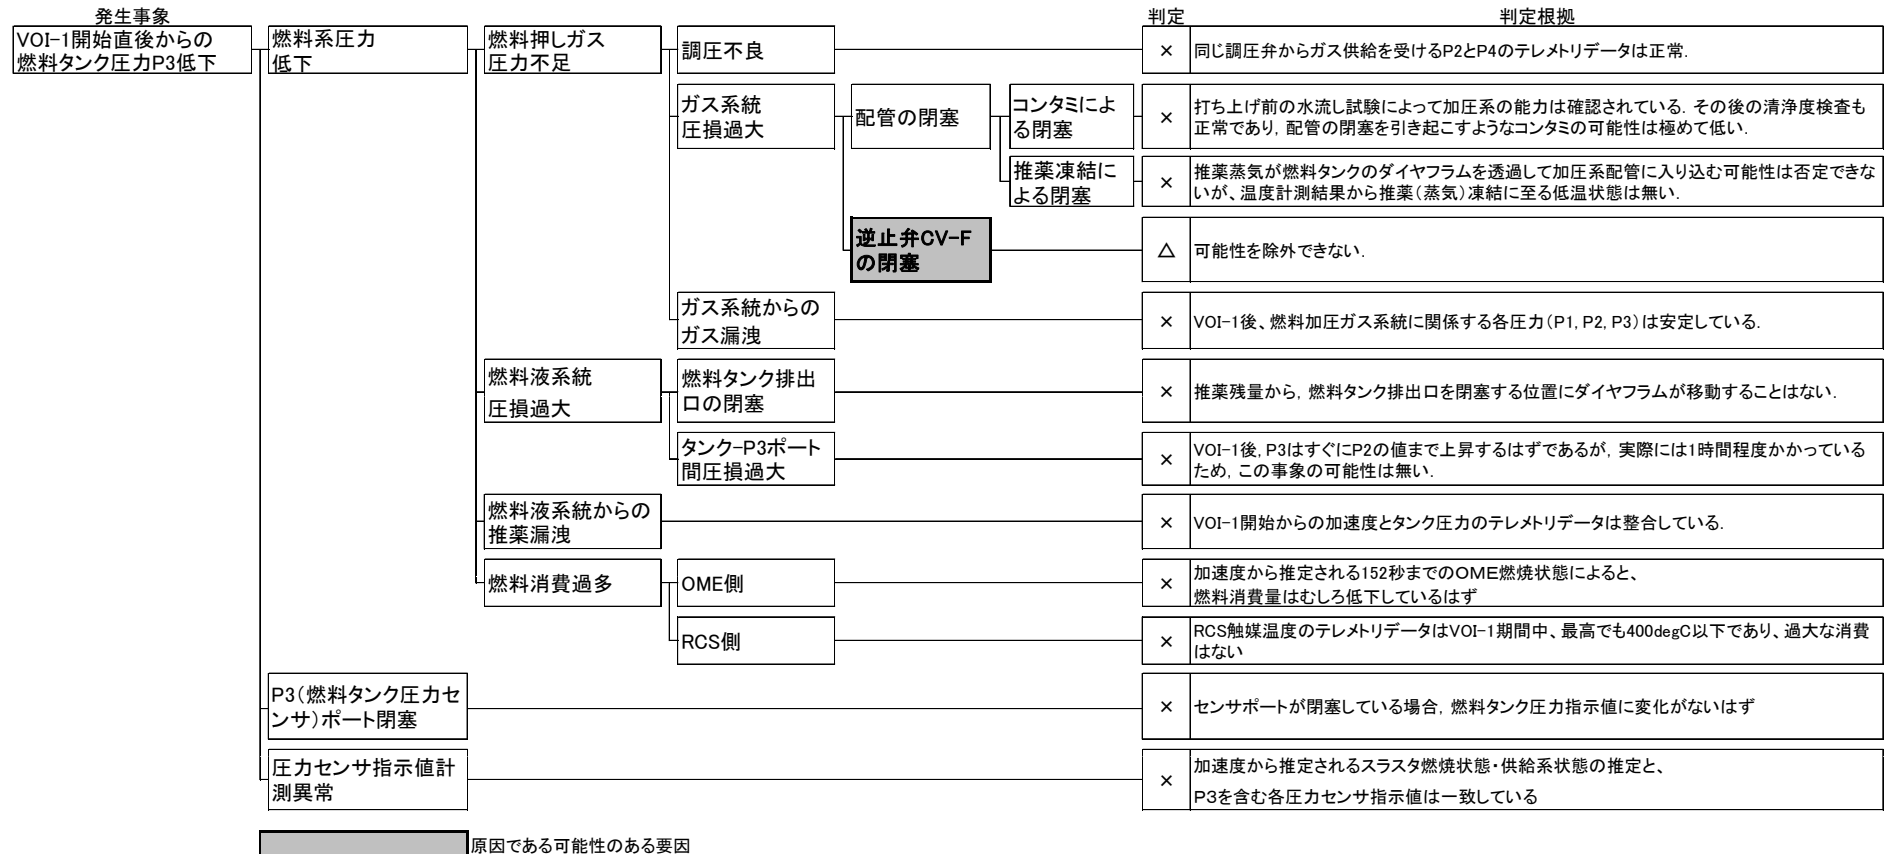 発生事象
判定
判定根拠
VOI-1開始直後からの
燃料タンク圧力P3低下
燃料系圧力
低下
燃料押しガス
圧力不足
調圧不良
×
同じ調圧弁からガス供給を受けるP2とP4のテレメトリデータは正常.
ガス系統
圧損過大
配管の閉塞
コンタミによ
る閉塞
×
打ち上げ前の水流し試験によって加圧系の能力は確認されている. その後の清浄度検査も
正常であり, 配管の閉塞を引き起こすようなコンタミの可能性は極めて低い.
推薬凍結に
よる閉塞
×
推薬蒸気が燃料タンクのダイヤフラムを透過して加圧系配管に入り込む可能性は否定できな
いが、温度計測結果から推薬(蒸気)凍結に至る低温状態は無い.
逆止弁CV-F
の閉塞
△
可能性を除外できない.
ガス系統からの
ガス漏洩
×
VOI-1後、燃料加圧ガス系統に関係する各圧力(P1, P2, P3)は安定している.
燃料液系統
圧損過大
燃料タンク排出
口の閉塞
×
推薬残量から, 燃料タンク排出口を閉塞する位置にダイヤフラムが移動することはない.
タンク-P3ポート
間圧損過大
×
VOI-1後, P3はすぐにP2の値まで上昇するはずであるが, 実際には1時間程度かかっている
ため, この事象の可能性は無い.
燃料液系統からの
推薬漏洩
×
VOI-1開始からの加速度とタンク圧力のテレメトリデータは整合している.
燃料消費過多
OME側
×
加速度から推定される152秒までのOME燃焼状態によると、
燃料消費量はむしろ低下しているはず
RCS側
×
RCS触媒温度のテレメトリデータはVOI-1期間中、最高でも400degC以下であり、過大な消費
はない
P3(燃料タンク圧力セ
ンサ)ポート閉塞
×
センサポートが閉塞している場合, 燃料タンク圧力指示値に変化がないはず
圧力センサ指示値計
測異常
×
加速度から推定されるスラスタ燃焼状態・供給系状態の推定と、
P3を含む各圧力センサ指示値は一致している
原因である可能性のある要因